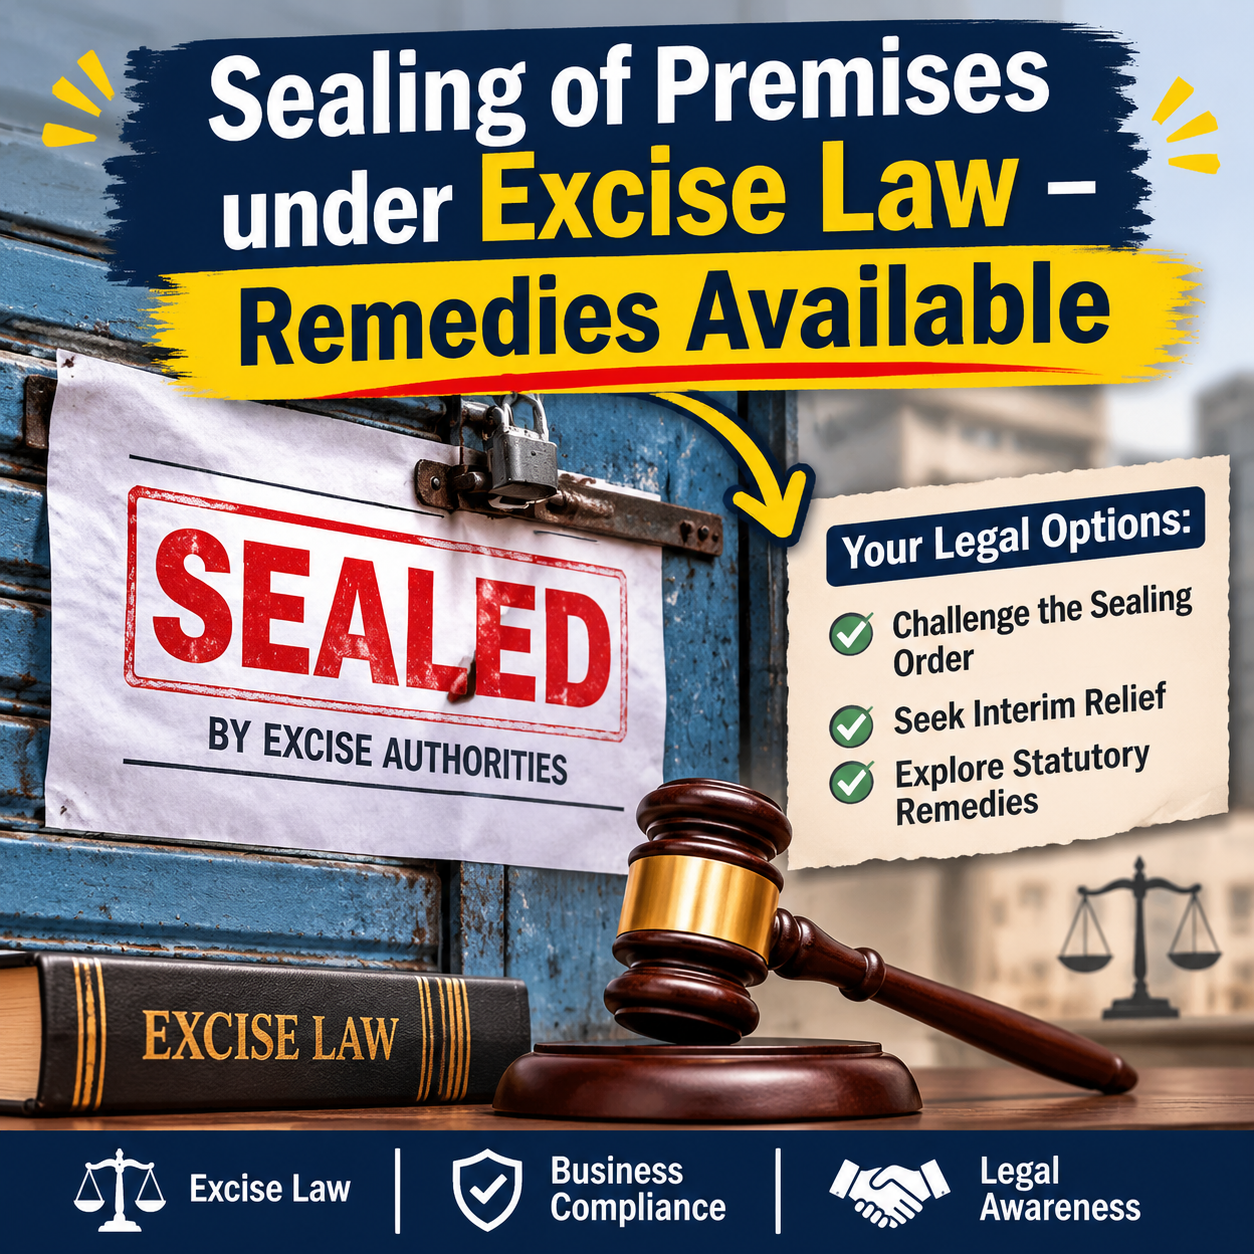 Sealing of Premises
under Excise Law –
Remedies Available
SEALED
BY EXCISE AUTHORITIES
Your Legal Options:
Challenge the Sealing
Order
Seek Interim Relief
Explore Statutory
Remedies
EXCISE LAW
Excise Law
Business
Compliance
Legal
Awareness